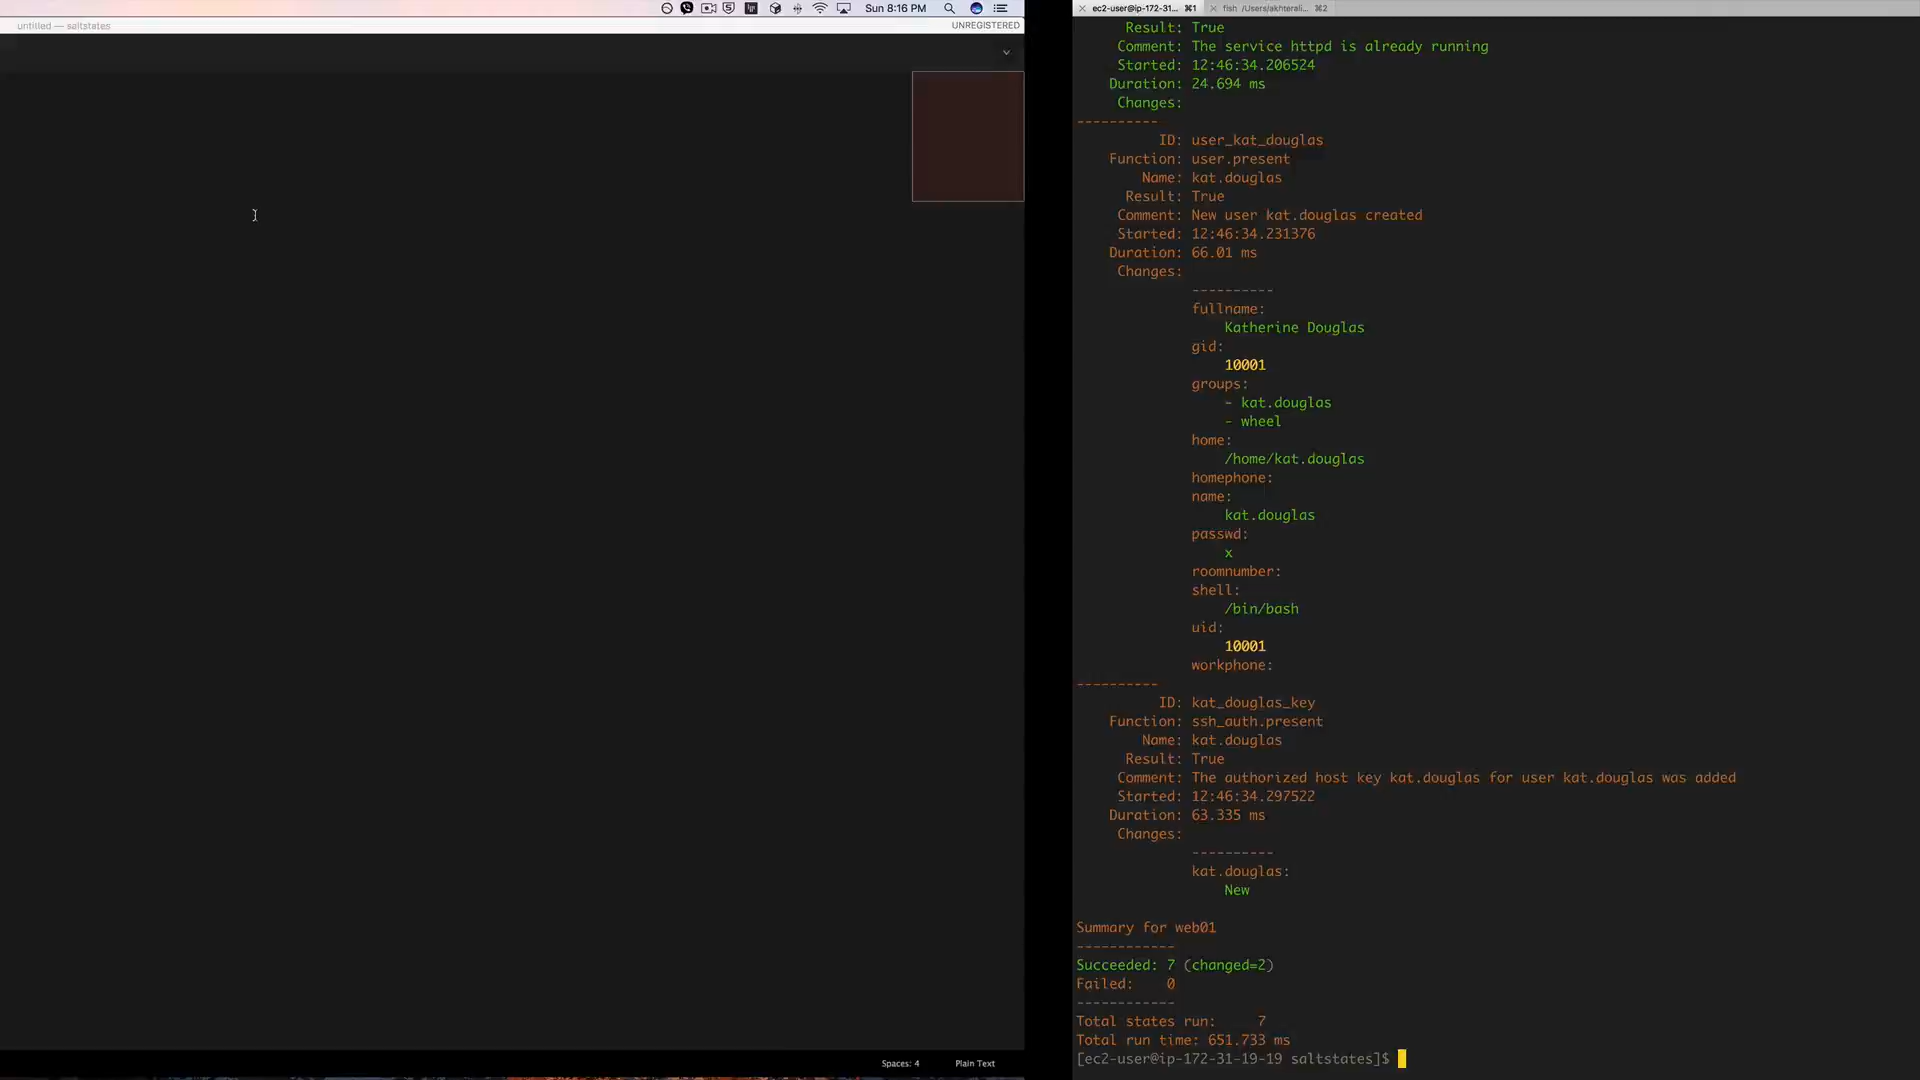 Sun 8:16 PM
untitled — saltstates
UNREGISTERED
Spaces: 4
Plain Text
ec2-user@ip-172-31... ⌘1
fish /Users/akhterali... ⌘2
Result: True
Comment: The service httpd is already running
Started: 12:46:34.206524
Duration: 24.694 ms
Changes:
----------
ID: user_kat_douglas
Function: user.present
Name: kat.douglas
Result: True
Comment: New user kat.douglas created
Started: 12:46:34.231376
Duration: 66.01 ms
Changes:
----------
fullname:
Katherine Douglas
gid:
10001
groups:
- kat.douglas
- wheel
home:
/home/kat.douglas
homephone:
name:
kat.douglas
passwd:
x
roomnumber:
shell:
/bin/bash
uid:
10001
workphone:
----------
ID: kat_douglas_key
Function: ssh_auth.present
Name: kat.douglas
Result: True
Comment: The authorized host key kat.douglas for user kat.douglas was added
Started: 12:46:34.297522
Duration: 63.335 ms
Changes:
----------
kat.douglas:
New
Summary for web01
------------
Succeeded: 7 (changed=2)
Failed: 0
------------
Total states run: 7
Total run time: 651.733 ms
[ec2-user@ip-172-31-19-19 saltstates]$